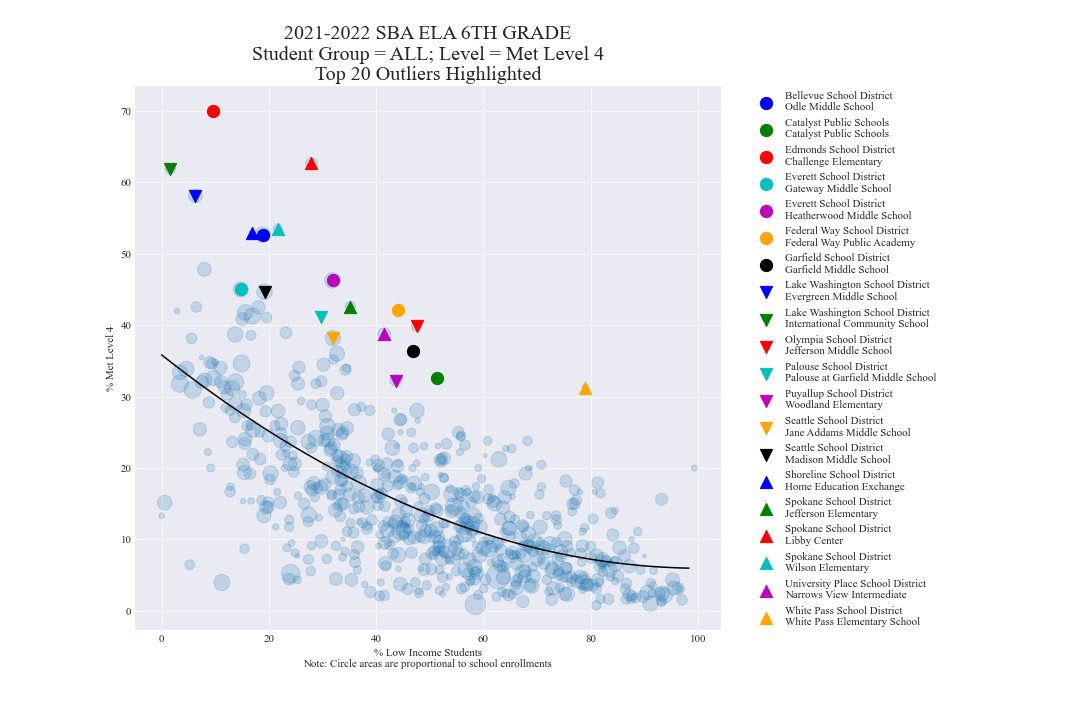 2021-2022 SBA ELA 6TH GRADE
Student Group = ALL; Level = Met Level 4
Top 20 Outliers Highlighted
% Met Level 4
70
60
50
40
30
20
10
0
0
20
40
60
80
100
% Low Income Students
Note: Circle areas are proportional to school enrollments
Bellevue School District
Odle Middle School
Catalyst Public Schools
Catalyst Public Schools
Edmonds School District
Challenge Elementary
Everett School District
Gateway Middle School
Everett School District
Heatherwood Middle School
Federal Way School District
Federal Way Public Academy
Garfield School District
Garfield Middle School
Lake Washington School District
Evergreen Middle School
Lake Washington School District
International Community School
Olympia School District
Jefferson Middle School
Palouse School District
Palouse at Garfield Middle School
Puyallup School District
Woodland Elementary
Seattle School District
Jane Addams Middle School
Seattle School District
Madison Middle School
Shoreline School District
Home Education Exchange
Spokane School District
Jefferson Elementary
Spokane School District
Libby Center
Spokane School District
Wilson Elementary
University Place School District
Narrows View Intermediate
White Pass School District
White Pass Elementary School